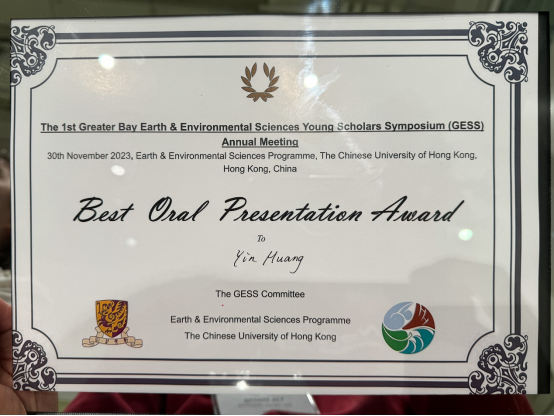 The 1st Greater Bay Earth & Environmental Sciences Young Scholars Symposium (GESS)
Annual Meeting
30th November 2023, Earth & Environmental Sciences Programme, The Chinese University of Hong Kong,
Hong Kong, China
Best Oral Presentation Award
To
Yin Huang
The GESS Committee
Earth & Environmental Sciences Programme
The Chinese University of Hong Kong